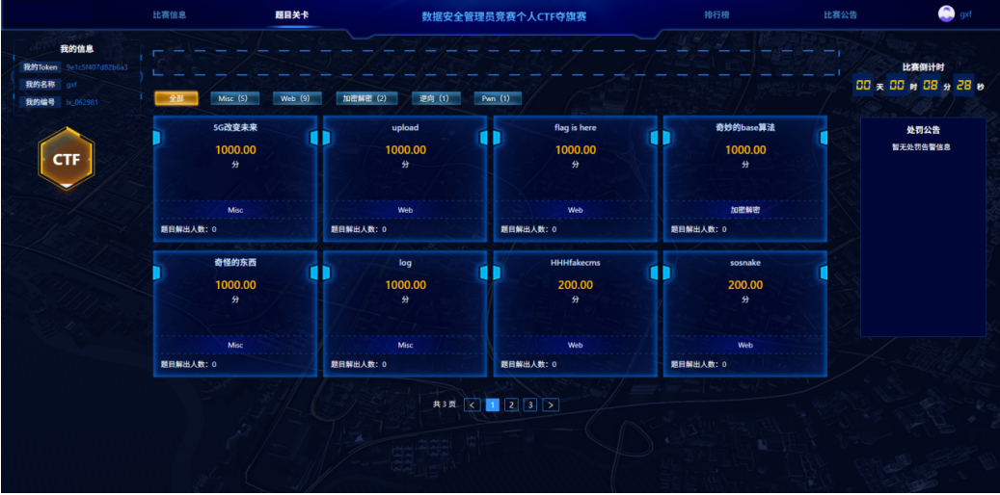 比赛信息
题目关卡
数据安全管理员竞赛个人CTF夺旗赛
排行榜
比赛公告
gxf
我的信息
我的Token 9e1c5f407d82b6a3
我的名称 gxf
我的编号 lx_062981
CTF
全部 Misc (5) Web (9) 加密解密 (2) 逆向 (1) Pwn (1)
5G改变未来
1000.00
分
Misc
题目解出人数：0
upload
1000.00
分
Web
题目解出人数：0
flag is here
1000.00
分
Web
题目解出人数：0
奇妙的base算法
1000.00
分
加密解密
题目解出人数：0
奇怪的东西
1000.00
分
Misc
题目解出人数：0
log
1000.00
分
Misc
题目解出人数：0
HHHfakecms
200.00
分
Web
题目解出人数：0
sosnake
200.00
分
Web
题目解出人数：0
共 3 页 < 1 2 3 >
比赛倒计时
00 天 00 时 08 分 28 秒
处罚公告
暂无处罚告警信息